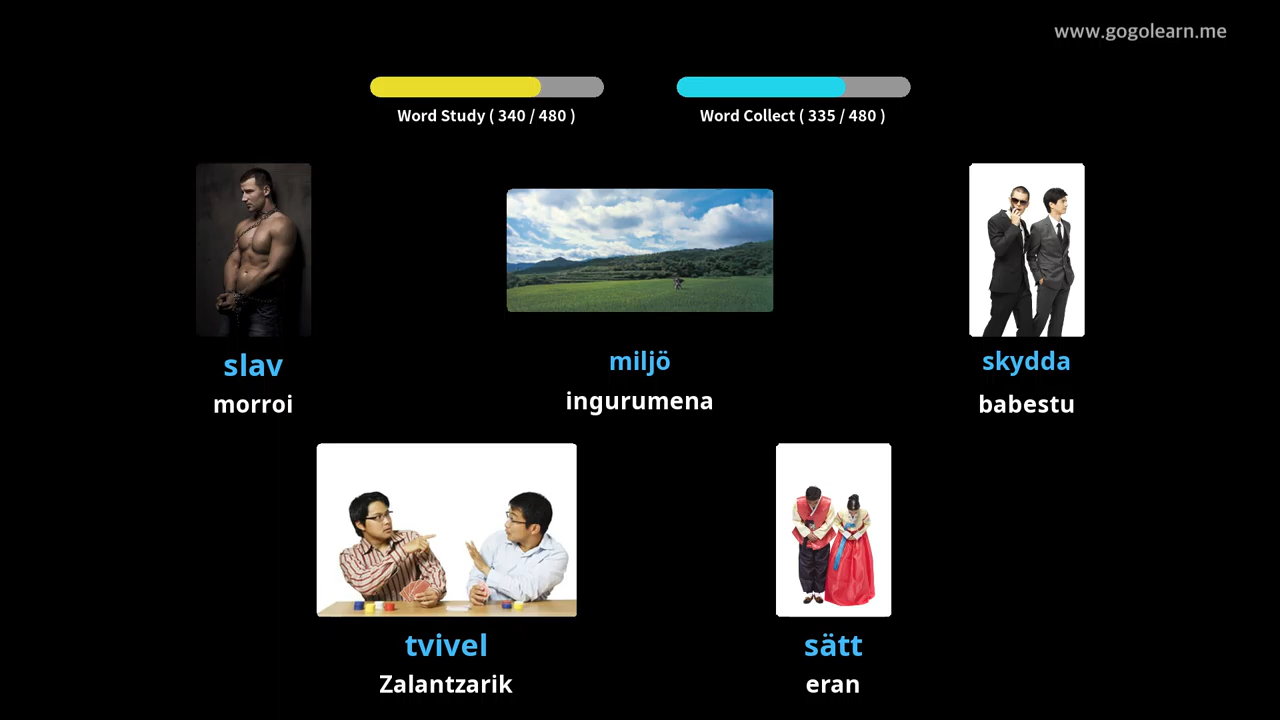 www.gogolearn.me
Word Study ( 340 / 480 )
Word Collect ( 335 / 480 )
slav
morroi
miljö
ingurumena
skydda
babestu
tvivel
Zalantzarik
sätt
eran